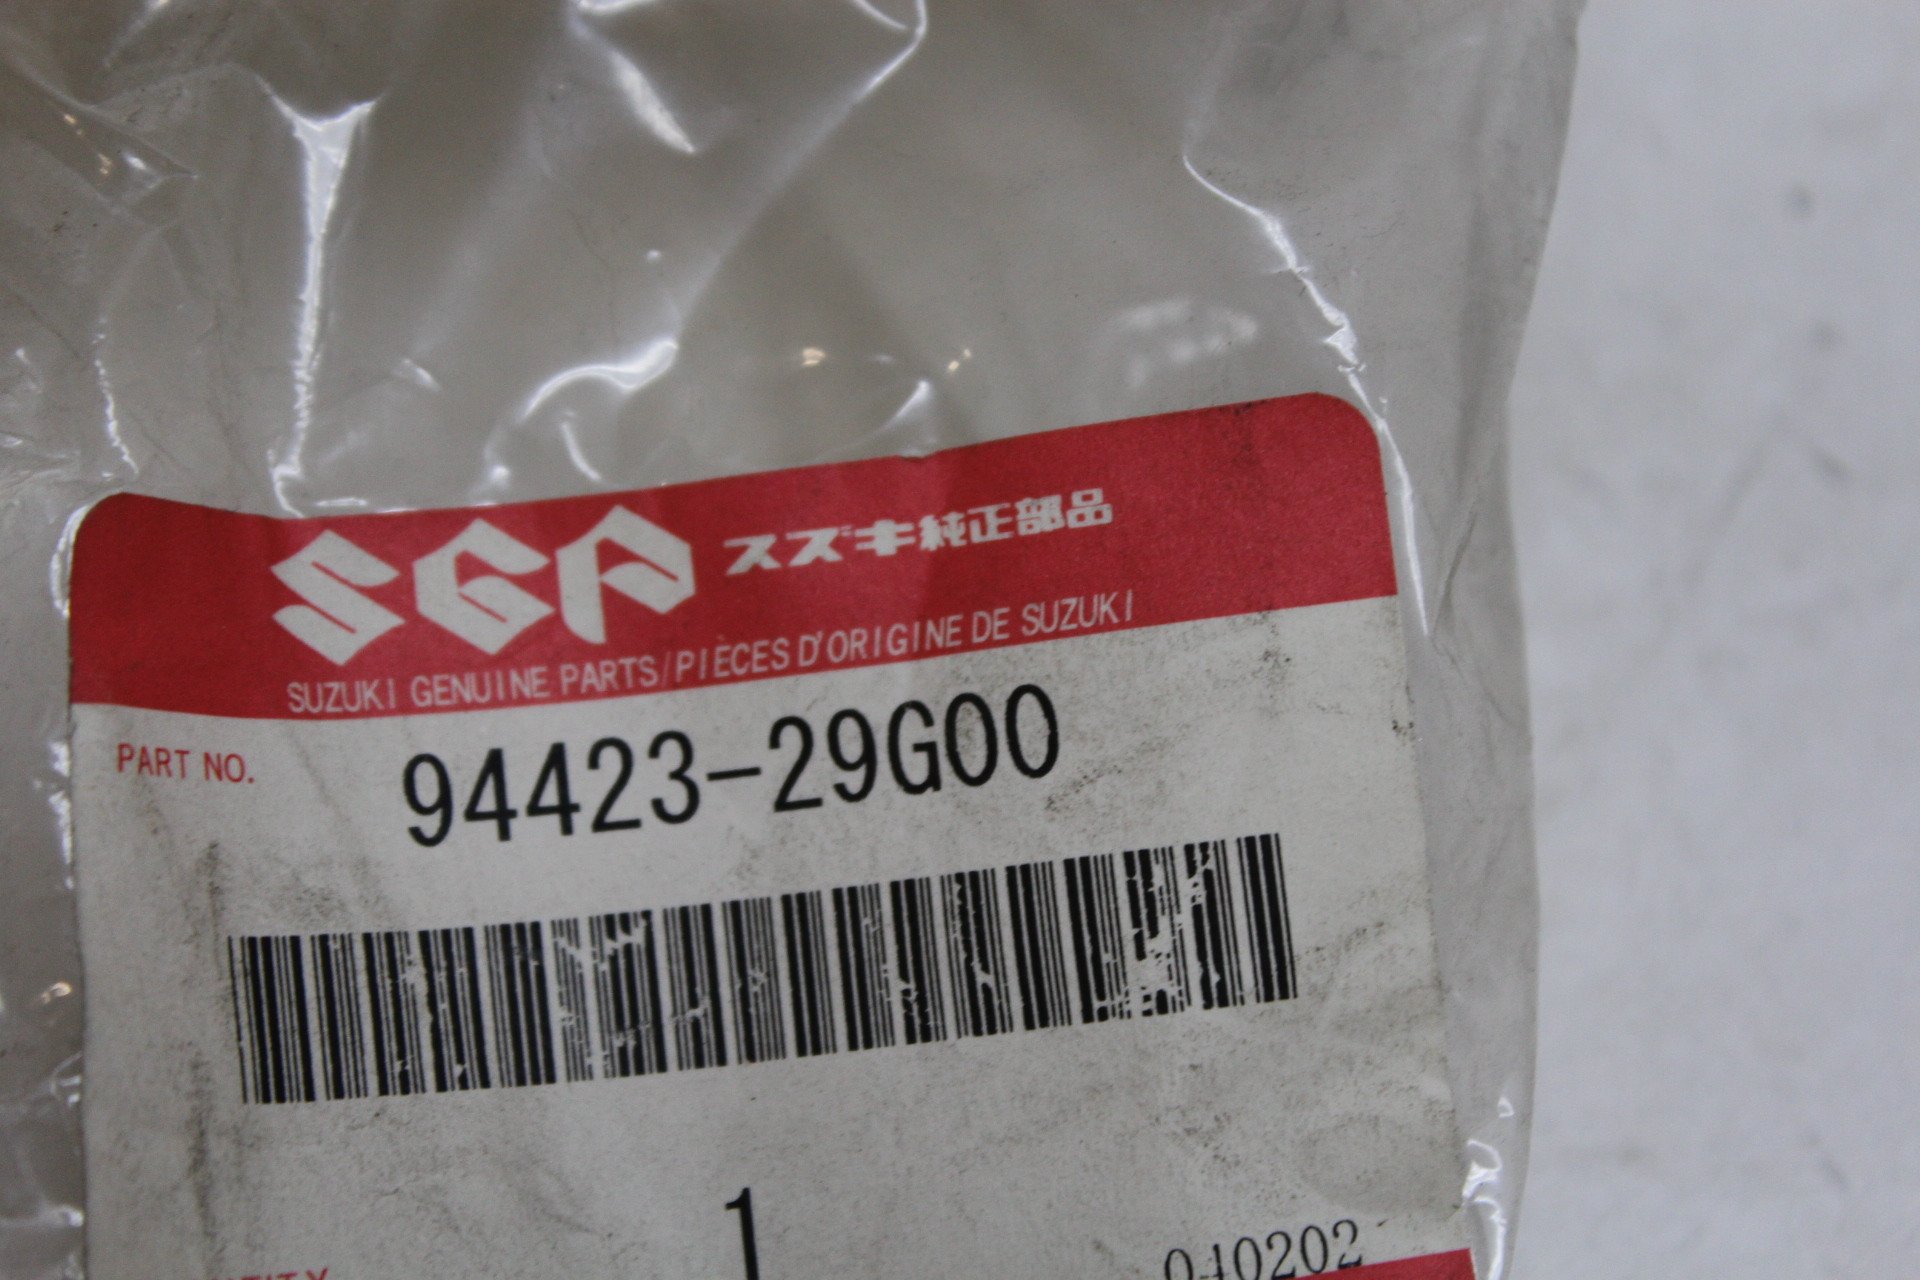 SGP スズキ純正部品
SUZUKI GENUINE PARTS/PIÈCES D'ORIGINE DE SUZUKI
PART NO. 94423-29G00
1
040202